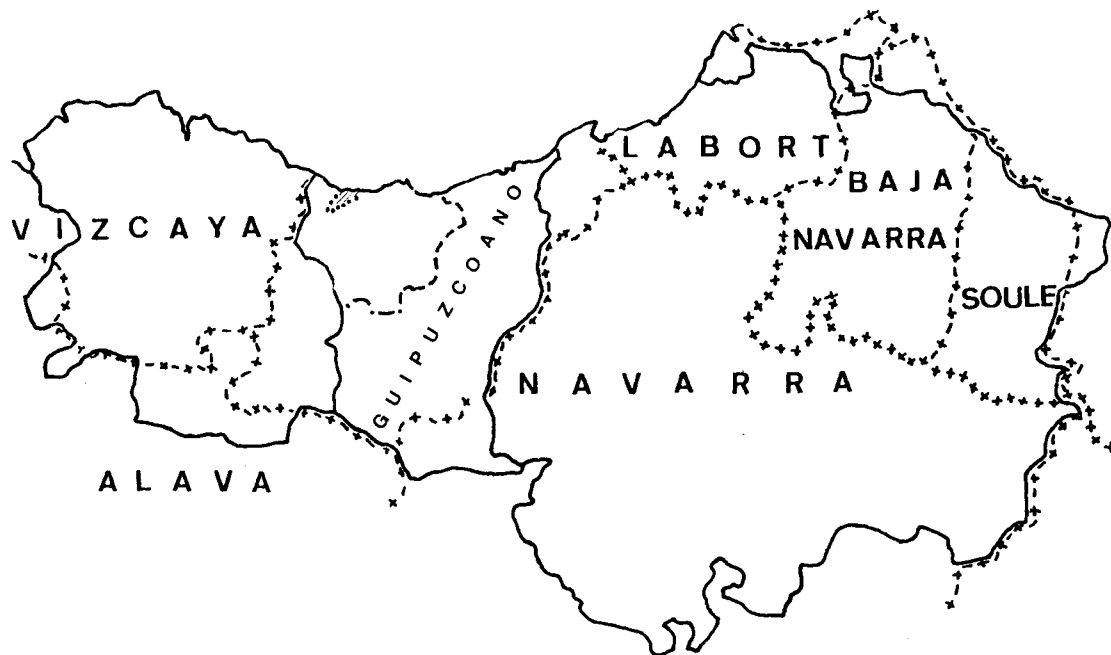 LABORT
BAJA
VIZCAYA
NAVARRA
GUIPUZCOANO
SOULE
NAVARRA
ALAVA